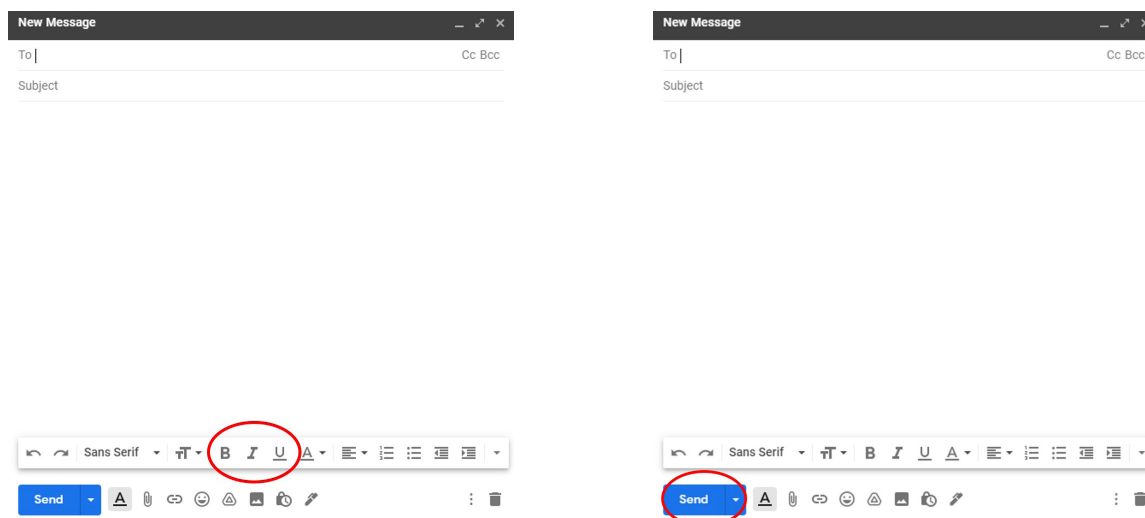 New Message
To
Cc Bcc
Subject
Sans Serif
B I U A
Send
A
New Message
To
Cc Bcc
Subject
Sans Serif
B I U A
Send
A